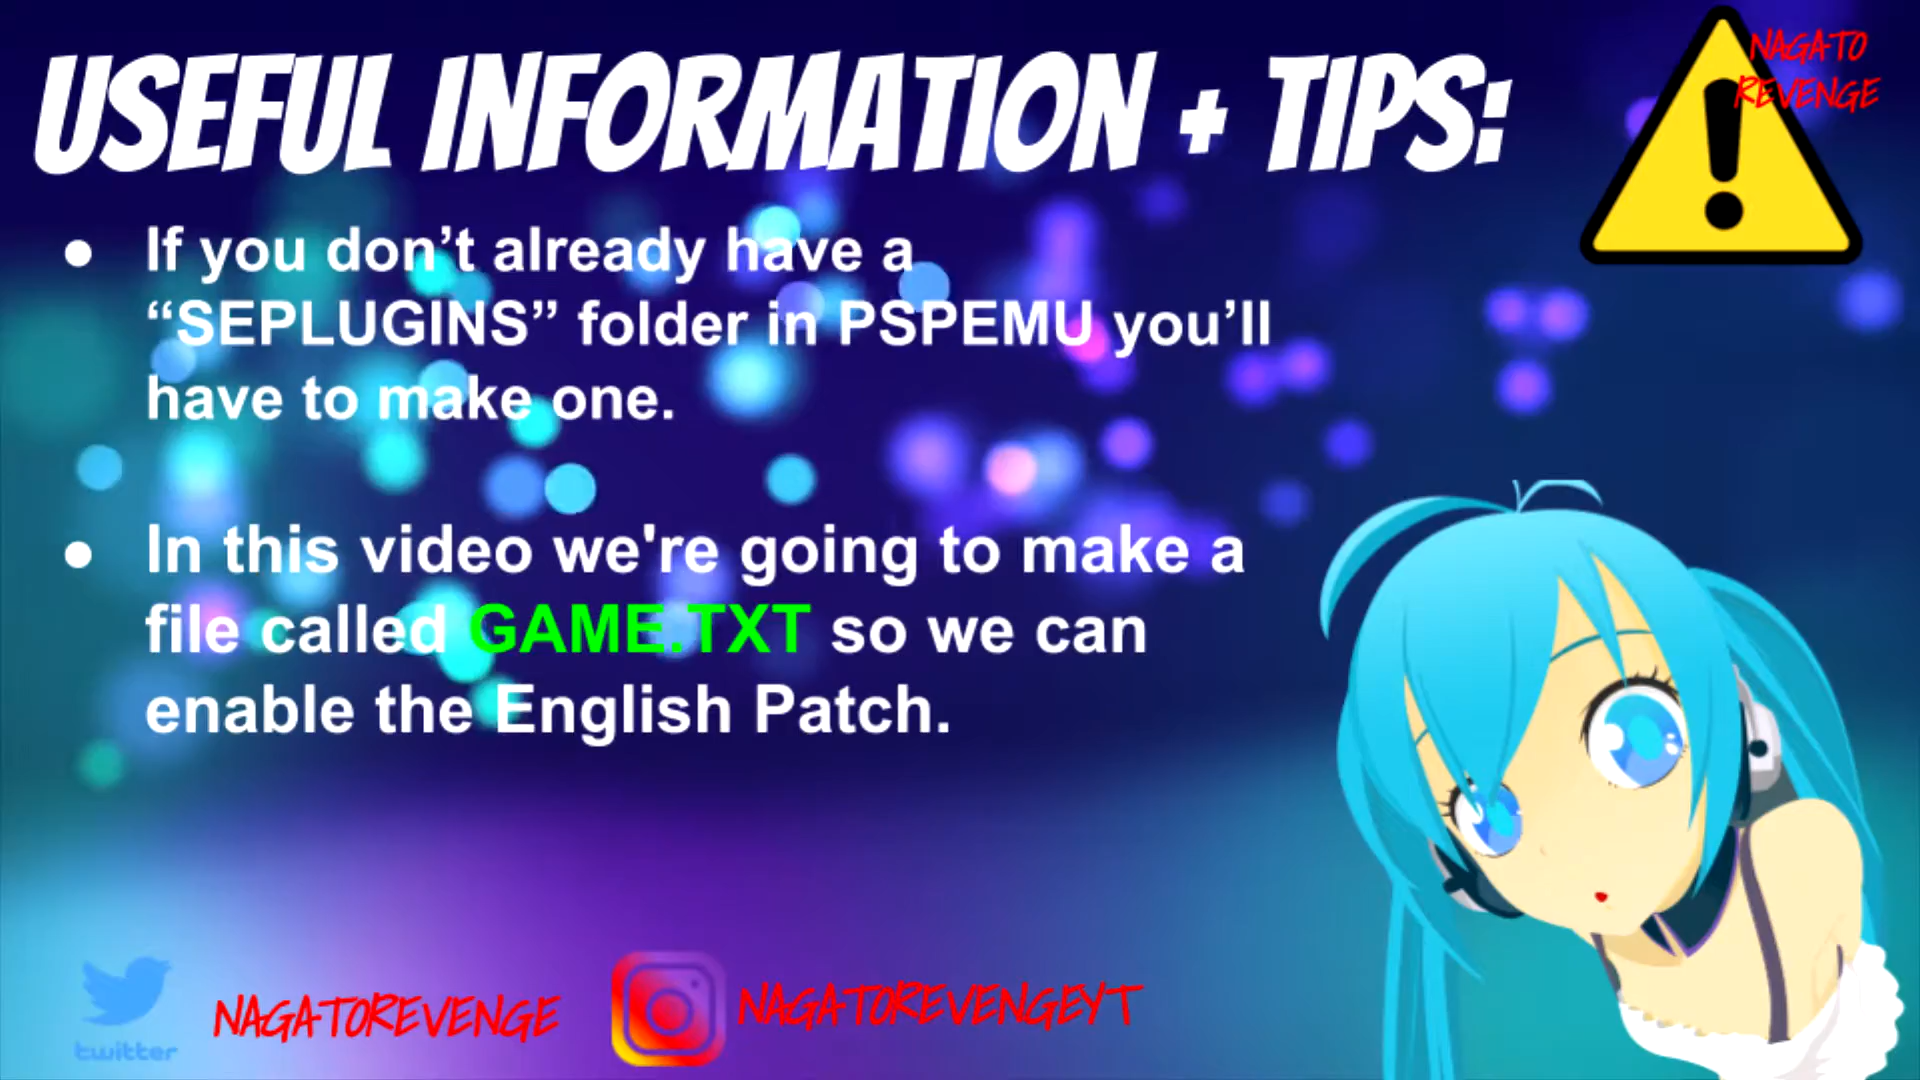 USEFUL INFORMATION + TIPS:
NAGATO
REVENGE
● If you don’t already have a
“SEPLUGINS” folder in PSPEMU you’ll
have to make one.
● In this video we're going to make a
file called GAME.TXT so we can
enable the English Patch.
twitter
NAGATOREVENGE
NAGATOREVENGEYT